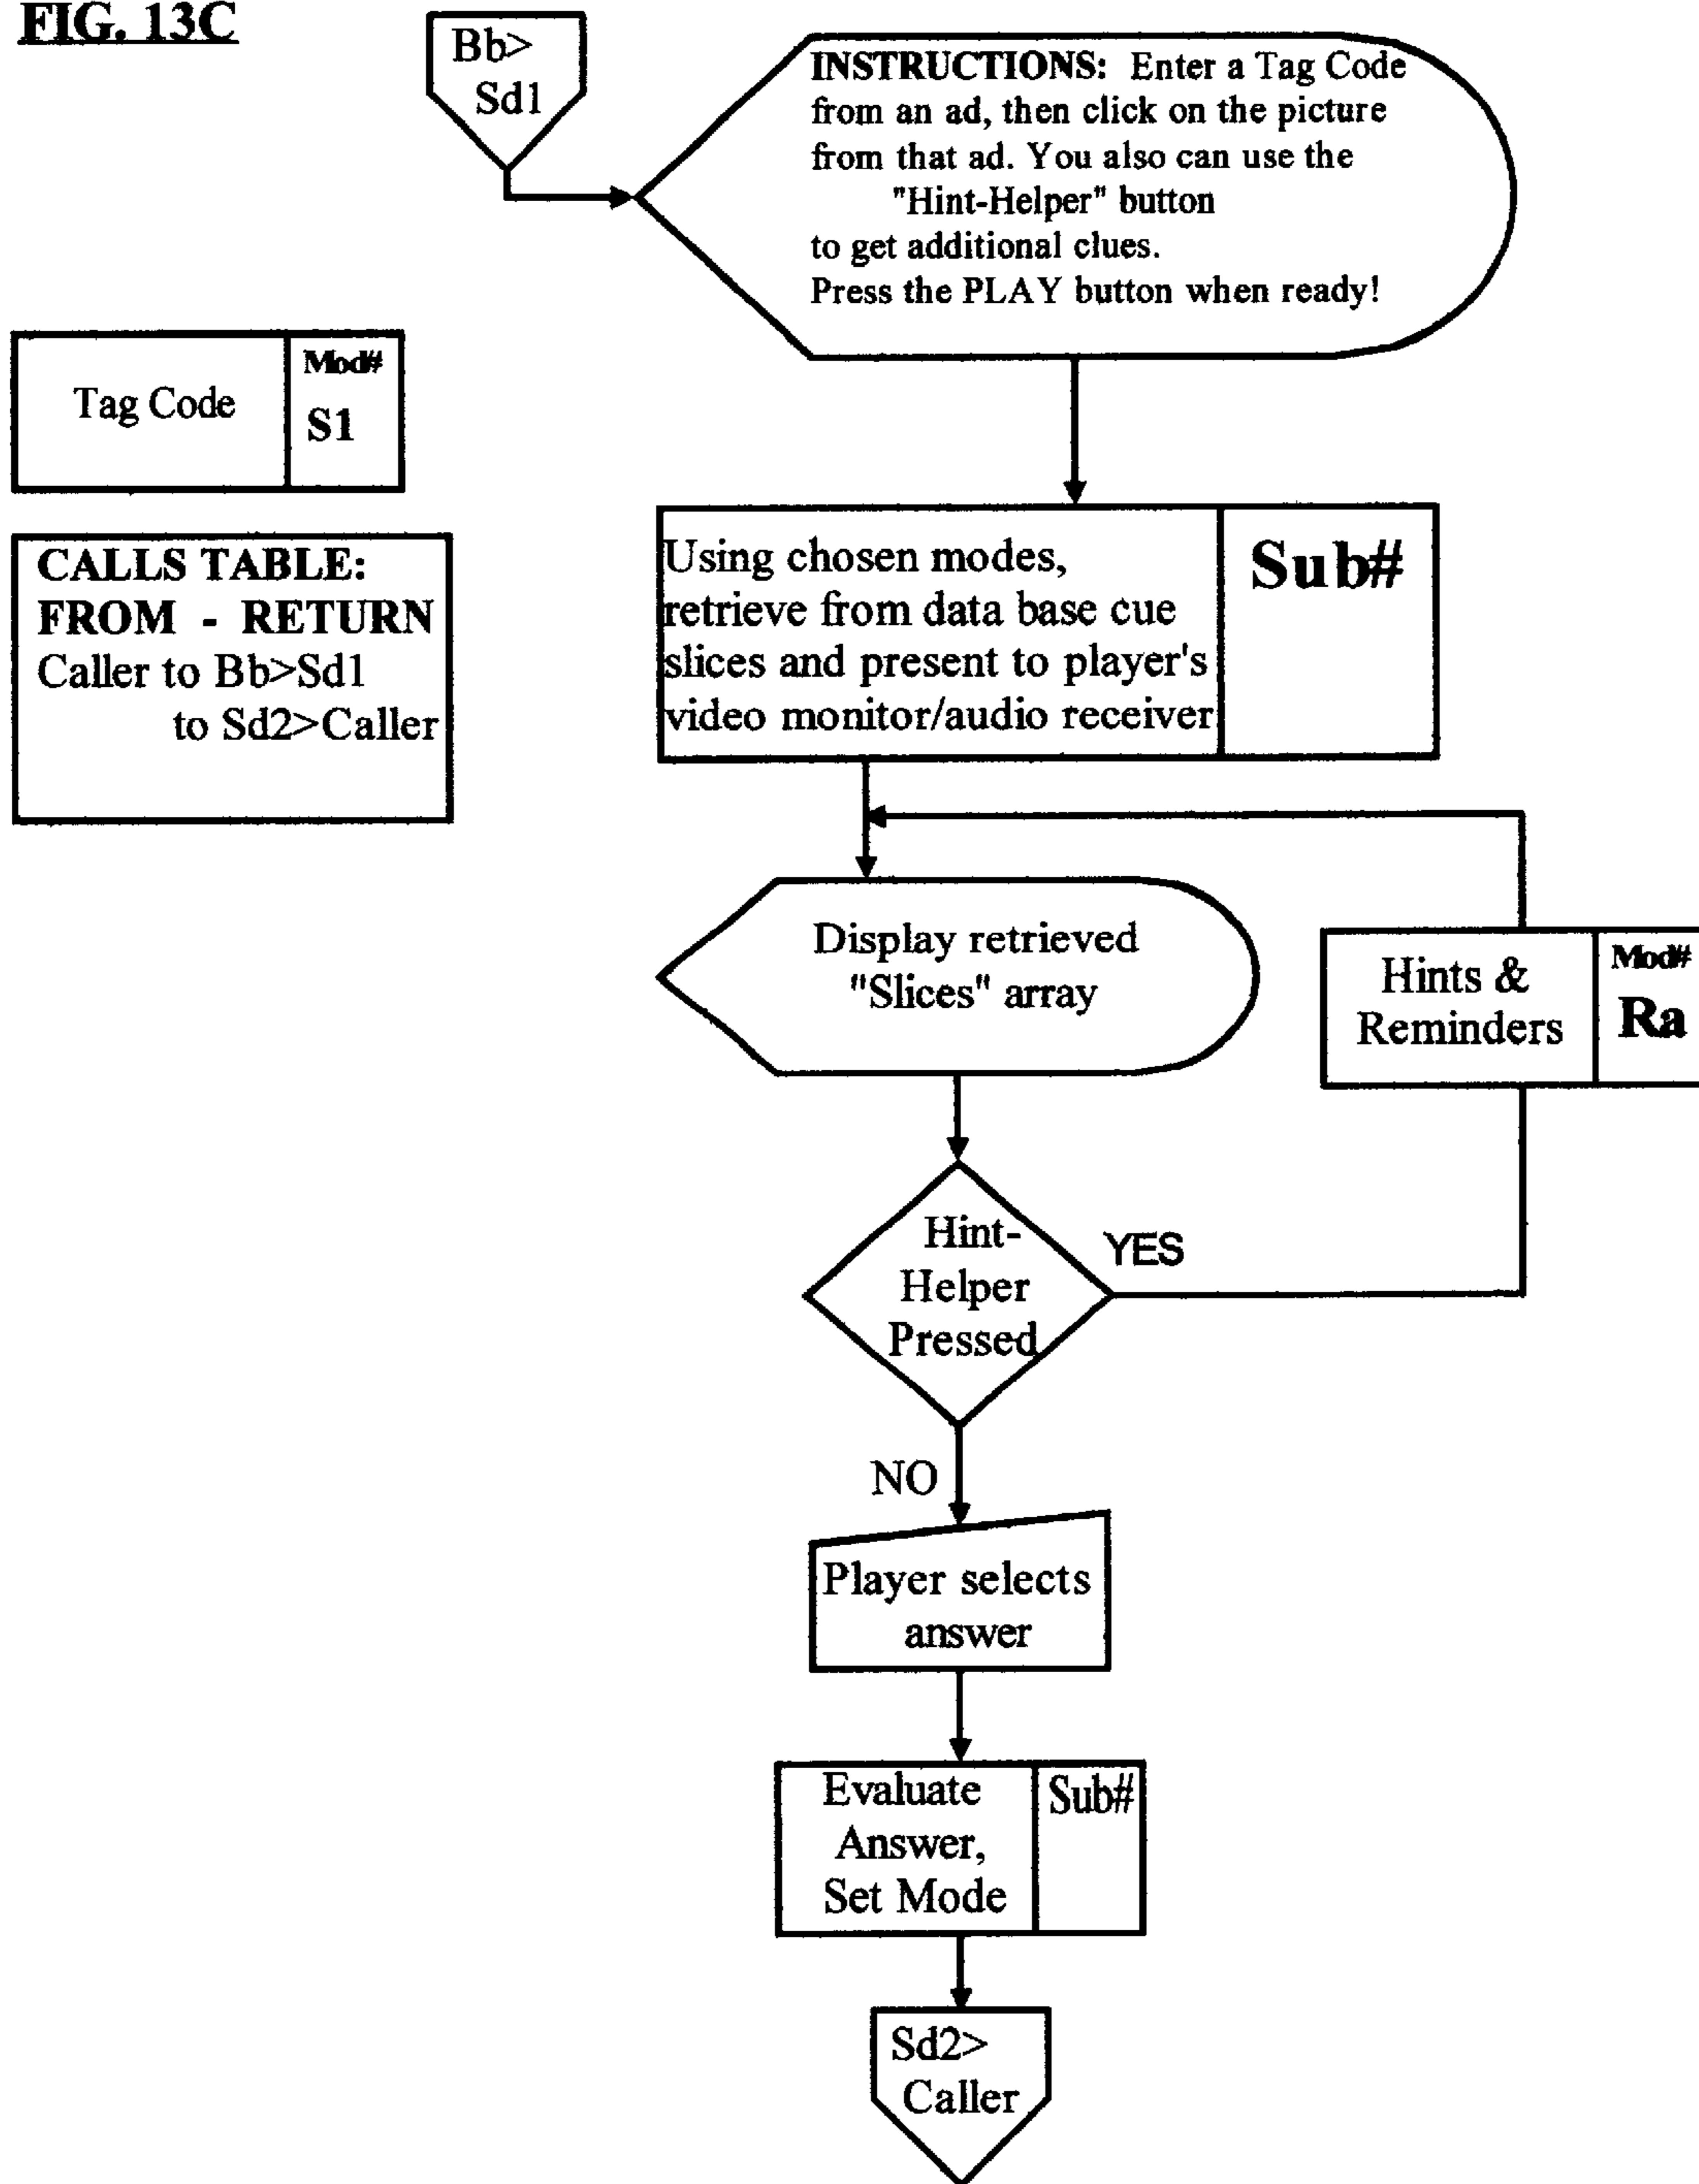 FIG. 13C
Bb>
Sd1
INSTRUCTIONS: Enter a Tag Code
from an ad, then click on the picture
from that ad. You also can use the
"Hint-Helper" button
to get additional clues.
Press the PLAY button when ready!
Tag Code
Mod#
S1
CALLS TABLE:
FROM - RETURN
Caller to Bb>Sd1
to Sd2>Caller
Using chosen modes,
retrieve from data base cue
slices and present to player's
video monitor/audio receiver
Sub#
Display retrieved
"Slices" array
Hints &
Reminders
Mod#
Ra
Hint-
Helper
Pressed
YES
NO
Player selects
answer
Evaluate
Answer,
Set Mode
Sub#
Sd2>
Caller